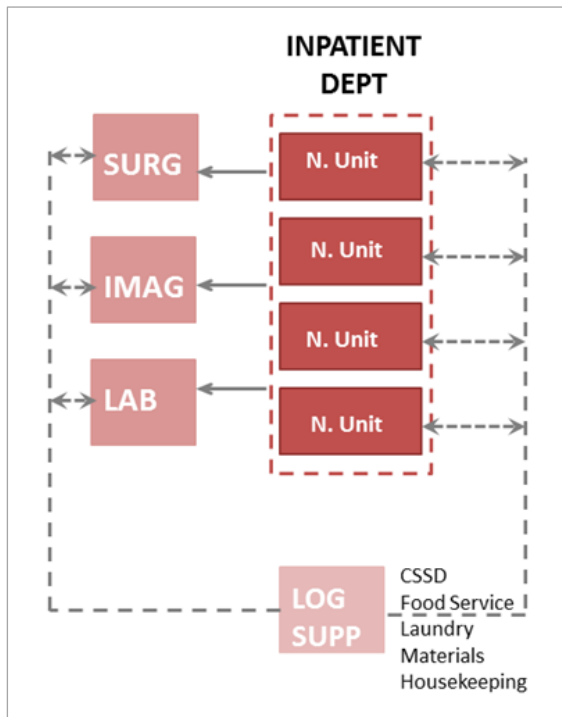 INPATIENT
DEPT
SURG
N. Unit
IMAG
N. Unit
N. Unit
LAB
N. Unit
LOG
SUPP
CSSD
Food Service
Laundry
Materials
Housekeeping